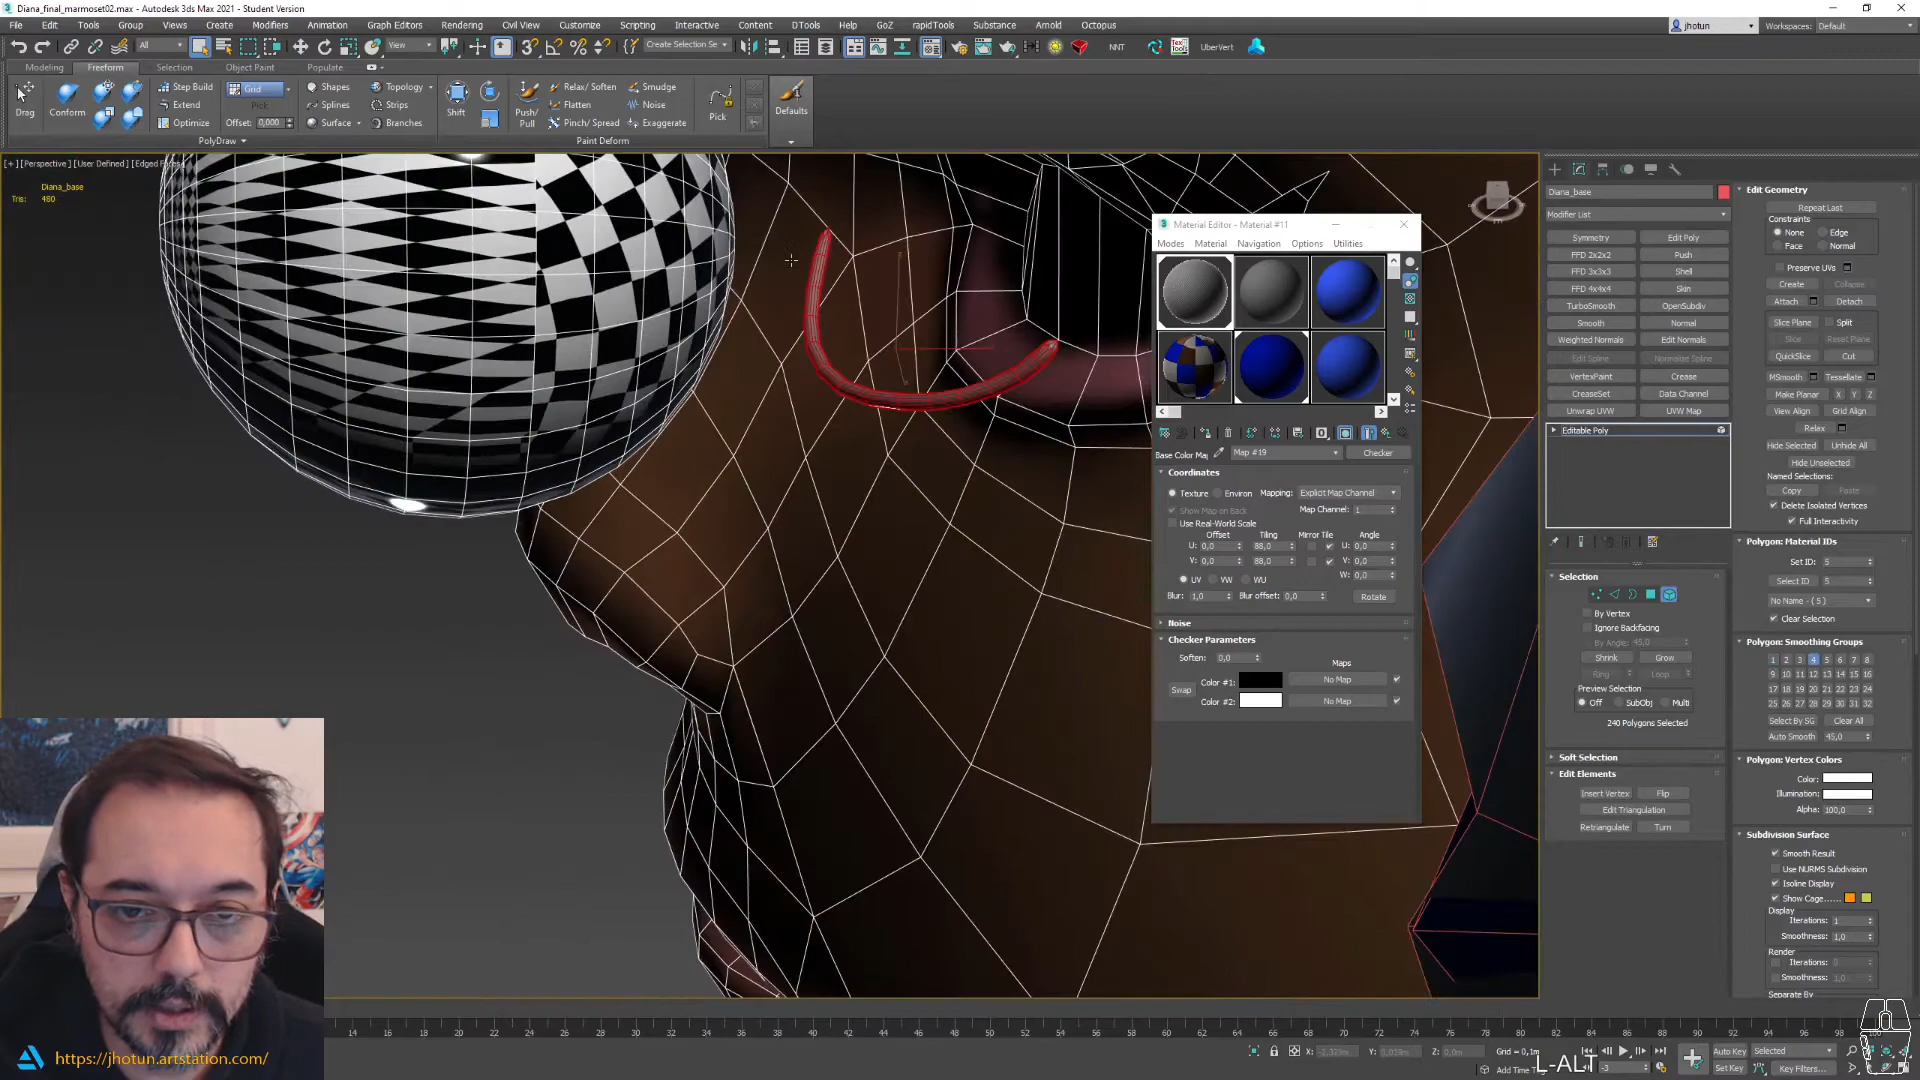 Diana_final_marmoset02.max - Autodesk 3ds Max 2021 - Student Version
File Edit Tools Group Views Create Modifiers Animation Graph Editors Rendering Civil View Customize Scripting Interactive Content DTools Help GoZ rapidTools Substance Arnold Octopus
jhotun Workspaces: Default
All View Create Selection Se NNT UberVert
Modeling Freeform Selection Object Paint Populate
Drag Conform Step Build Extend Optimize Grid Pick Offset: 0,000 Shapes Splines Surface Topology Strips Branches Shift Push/ Pull Relax/ Soften Flatten Pinch/ Spread Smudge Noise Exaggerate Pick Defaults
PolyDraw Paint Deform
[+] [Perspective] [User Defined]
Diana_base
Tris: 480
Material Editor - Material #11
Modes Material Navigation Options Utilities
Base Color Map Map #19 Checker
Coordinates
Texture Environ Mapping: Explicit Map Channel
Show Map on Back Map Channel: 1
Use Real-World Scale
Offset Tiling Mirror Tile Angle
U: 0,0 88,0 U: 0,0
V: 0,0 88,0 V: 0,0
UV VW WU W: 0,0
Blur: 1,0 Blur offset: 0,0 Rotate
Noise
Checker Parameters
Soften: 0,0
Maps
Swap
Color #1: No Map
Color #2: No Map
Diana_base
Modifier List
Symmetry Edit Poly
FFD 2x2x2 Push
FFD 3x3x3 Shell
FFD 4x4x4 Skin
TurboSmooth OpenSubdiv
Smooth Normal
Weighted Normals Edit Normals
Edit Spline Normalize Spline
VertexPaint Crease
CreaseSet Data Channel
Unwrap UVW UVW Map
Editable Poly
Selection
By Vertex
Ignore Backfacing
By Angle: 45,0
Shrink Grow
Ring Loop
Preview Selection
Off SubObj Multi
240 Polygons Selected
Soft Selection
Edit Elements
Insert Vertex Flip
Edit Triangulation
Retriangulate Turn
Edit Geometry
Repeat Last
Constraints
None Edge
Face Normal
Preserve UVs
Create Collapse
Attach Detach
Slice Plane Split
Slice Reset Plane
QuickSlice Cut
MSmooth Tessellate
Make Planar X Y Z
View Align Grid Align
Relax
Hide Selected Unhide All
Hide Unselected
Named Selections:
Copy Paste
Delete Isolated Vertices
Full Interactivity
Polygon: Material IDs
Set ID: 5
Select ID 5
No Name - ( 5 )
Clear Selection
Polygon: Smoothing Groups
1 2 3 4 5 6 7 8
9 10 11 12 13 14 15 16
17 18 19 20 21 22 23 24
25 26 27 28 29 30 31 32
Select By SG Clear All
Auto Smooth 45,0
Polygon: Vertex Colors
Color:
Illumination:
Alpha: 100,0
Subdivision Surface
Smooth Result
Use NURMS Subdivision
Isoline Display
Show Cage......
Display
Iterations: 1
Smoothness: 1,0
Render
Iterations: 0
Smoothness: 1,0
Separate By
14 16 18 20 22 24 26 28 30 32 34 36 38 40 42 44 46 48 50 52 54 56 58 60 62 64 66 68 70 72 74 76 78 80 82 84 86 88 90 92 94 96 98
X: Y: Z: 0,0m Grid = 0,1m
Auto Key Selected
Add Time Tag -3 Set Key Key Filters...
L-ALT
https://jhotun.artstation.com/